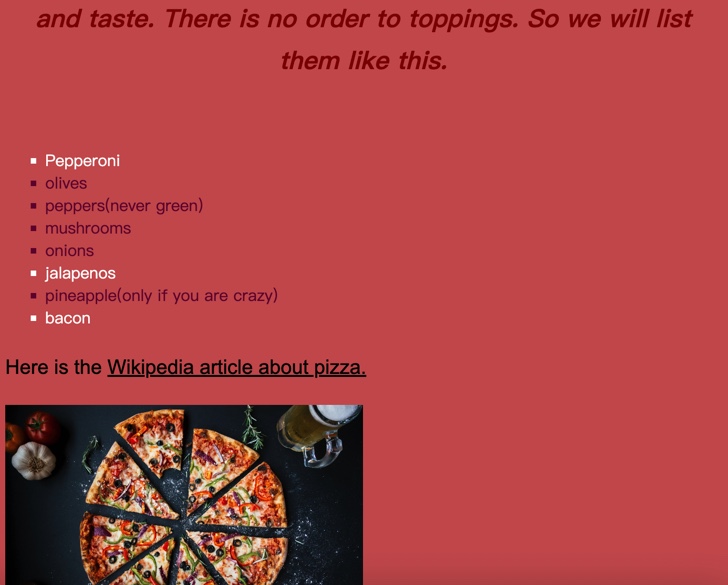 and taste. There is no order to toppings. So we will list
them like this.
Pepperoni
olives
peppers(never green)
mushrooms
onions
jalapenos
pineapple(only if you are crazy)
bacon
Here is the Wikipedia article about pizza.